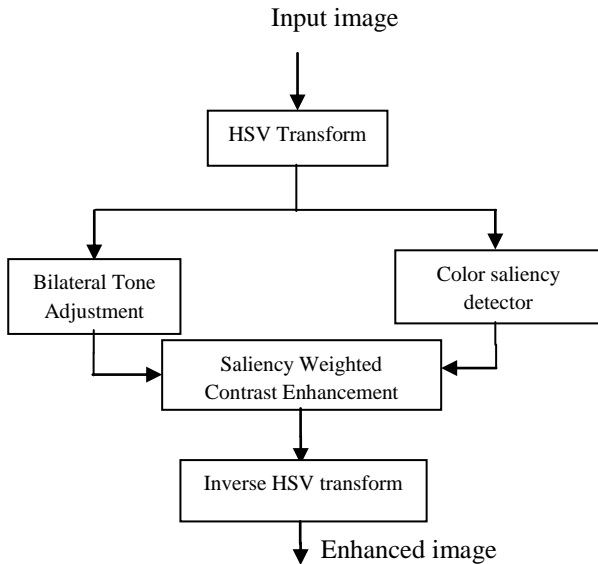 Input image
HSV Transform
Bilateral Tone
Adjustment
Color saliency
detector
Saliency Weighted
Contrast Enhancement
Inverse HSV transform
Enhanced image